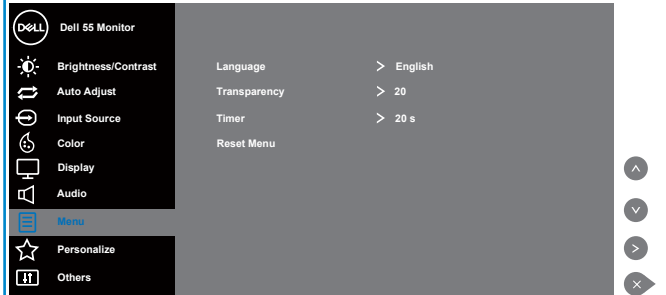 DELL
Dell 55 Monitor
Brightness/Contrast
Auto Adjust
Input Source
Color
Display
Audio
Menu
Personalize
Others
Language > English
Transparency > 20
Timer > 20 s
Reset Menu